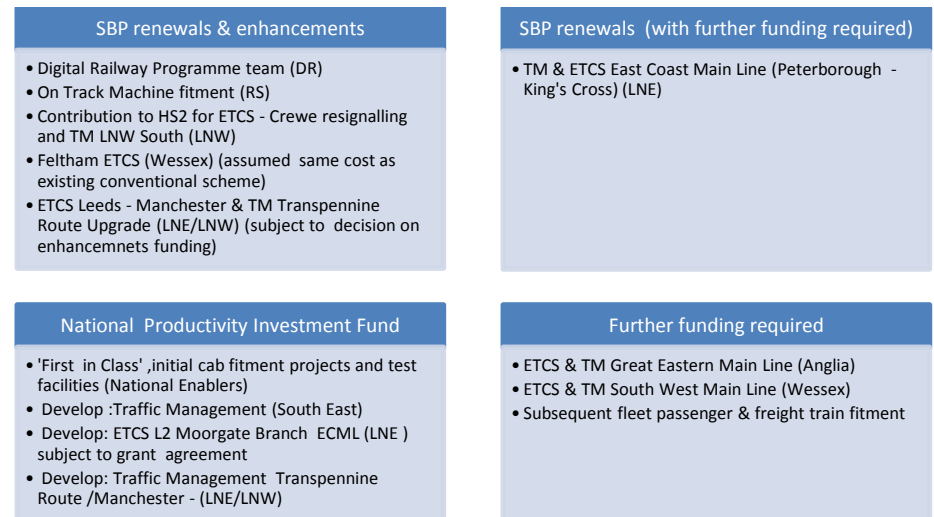 SBP renewals & enhancements
• Digital Railway Programme team (DR)
• On Track Machine fitment (RS)
• Contribution to HS2 for ETCS - Crewe resignalling
and TM LNW South (LNW)
• Feltham ETCS (Wessex) (assumed same cost as
existing conventional scheme)
• ETCS Leeds - Manchester & TM Transpennine
Route Upgrade (LNE/LNW) (subject to decision on
enhancemnets funding)
SBP renewals (with further funding required)
• TM & ETCS East Coast Main Line (Peterborough -
King's Cross) (LNE)
National Productivity Investment Fund
• 'First in Class' ,initial cab fitment projects and test
facilities (National Enablers)
• Develop :Traffic Management (South East)
• Develop: ETCS L2 Moorgate Branch ECML (LNE )
subject to grant agreement
• Develop: Traffic Management Transpennine
Route /Manchester - (LNE/LNW)
Further funding required
• ETCS & TM Great Eastern Main Line (Anglia)
• ETCS & TM South West Main Line (Wessex)
• Subsequent fleet passenger & freight train fitment